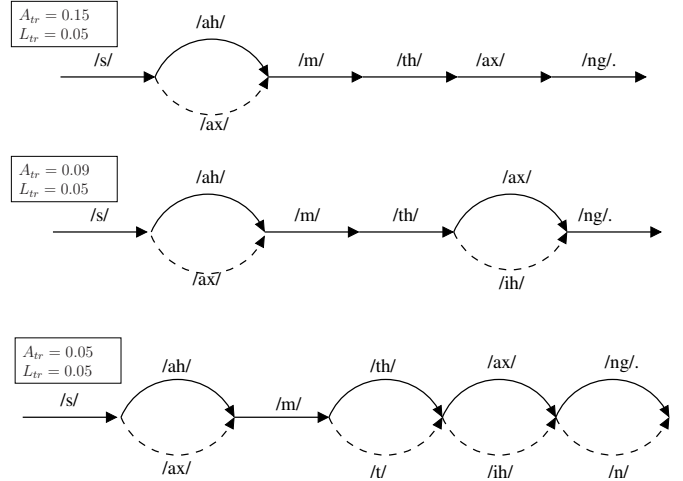 A_tr = 0.15
L_tr = 0.05
/s/ /ah/ /m/ /th/ /ax/ /ng/.
/ax/
A_tr = 0.09
L_tr = 0.05
/s/ /ah/ /m/ /th/ /ax/ /ng/.
/ax/ /ih/
A_tr = 0.05
L_tr = 0.05
/s/ /ah/ /m/ /th/ /ax/ /ng/.
/ax/ /t/ /ih/ /n/